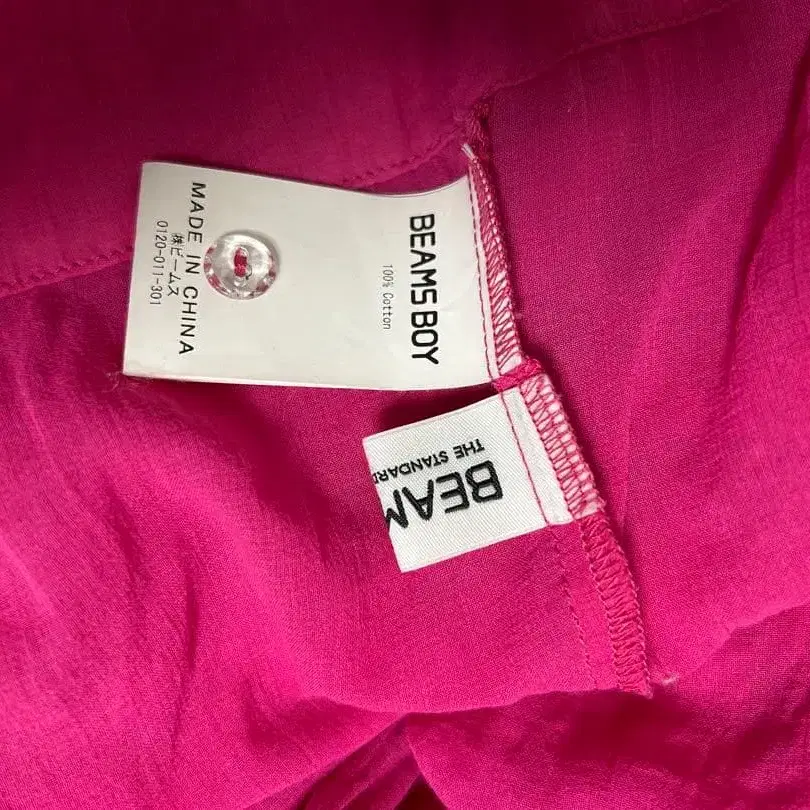 BEAMS BOY
100% Cotton
MADE IN CHINA
㈱ビームス
0120-011-301
BEAM
THE STANDARD